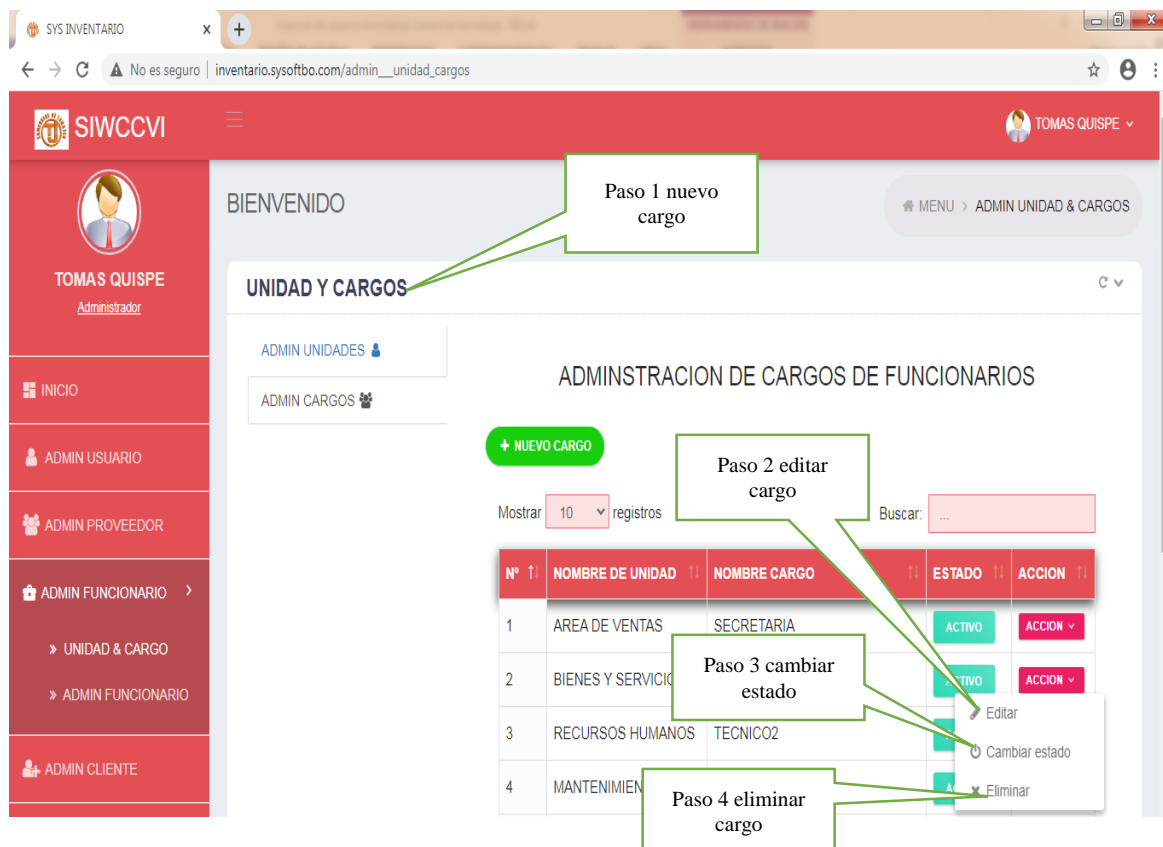 SYS INVENTARIO x +
No es seguro | inventario.sysoftbo.com/admin__unidad_cargos
SIWCCVI
TOMAS QUISPE
TOMAS QUISPE
Administrador
INICIO
ADMIN USUARIO
ADMIN PROVEEDOR
ADMIN FUNCIONARIO
» UNIDAD & CARGO
» ADMIN FUNCIONARIO
ADMIN CLIENTE
BIENVENIDO
MENU > ADMIN UNIDAD & CARGOS
Paso 1 nuevo
cargo
UNIDAD Y CARGOS
ADMIN UNIDADES
ADMIN CARGOS
ADMINSTRACION DE CARGOS DE FUNCIONARIOS
+ NUEVO CARGO
Paso 2 editar
cargo
Mostrar 10 registros
Buscar: ...
Nº NOMBRE DE UNIDAD NOMBRE CARGO ESTADO ACCION
1 AREA DE VENTAS SECRETARIA ACTIVO ACCION
2 BIENES Y SERVICIO ACTIVO ACCION
Paso 3 cambiar
estado
3 RECURSOS HUMANOS TECNICO2
4 MANTENIMIEN
Editar
Cambiar estado
Eliminar
Paso 4 eliminar
cargo